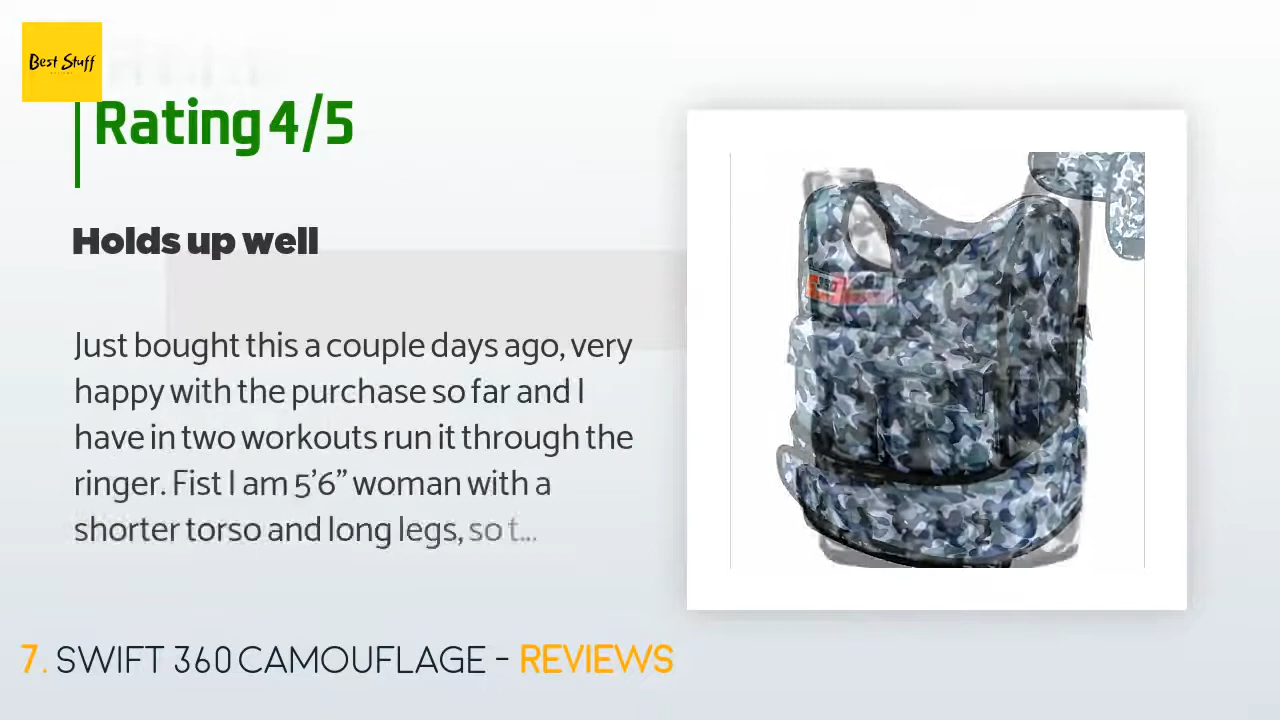 Best Stuff
Rating 4/5
Holds up well
Just bought this a couple days ago, very
happy with the purchase so far and I
have in two workouts run it through the
ringer. Fist I am 5’6” woman with a
shorter torso and long legs, so t...
360
7. SWIFT 360 CAMOUFLAGE - REVIEWS